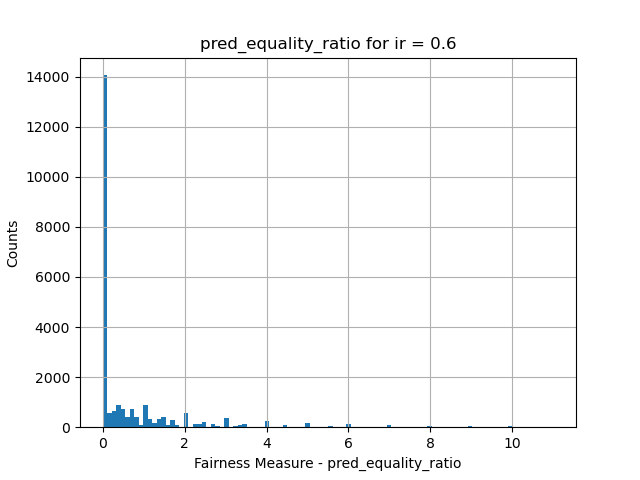 pred_equality_ratio for ir = 0.6
14000
12000
10000
8000
6000
4000
2000
0
Counts
0 2 4 6 8 10
Fairness Measure - pred_equality_ratio